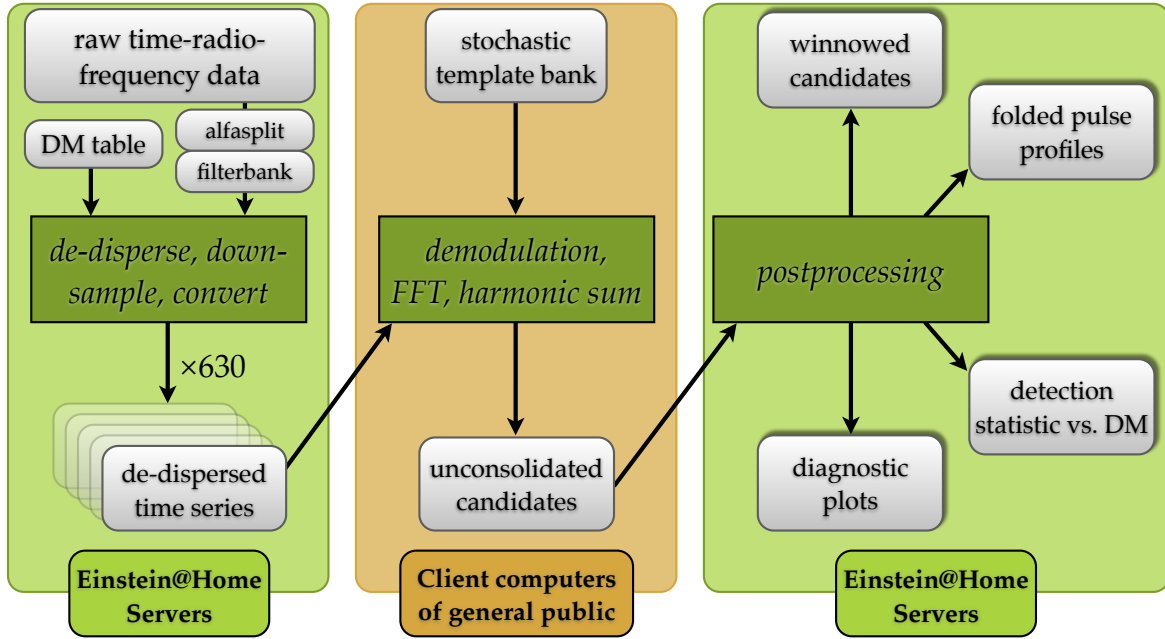 raw time-radio-
frequency data
DM table
alfasplit
filterbank
de-disperse, down-
sample, convert
×630
de-dispersed
time series
Einstein@Home
Servers
stochastic
template bank
demodulation,
FFT, harmonic sum
unconsolidated
candidates
Client computers
of general public
winnowed
candidates
folded pulse
profiles
postprocessing
detection
statistic vs. DM
diagnostic
plots
Einstein@Home
Servers